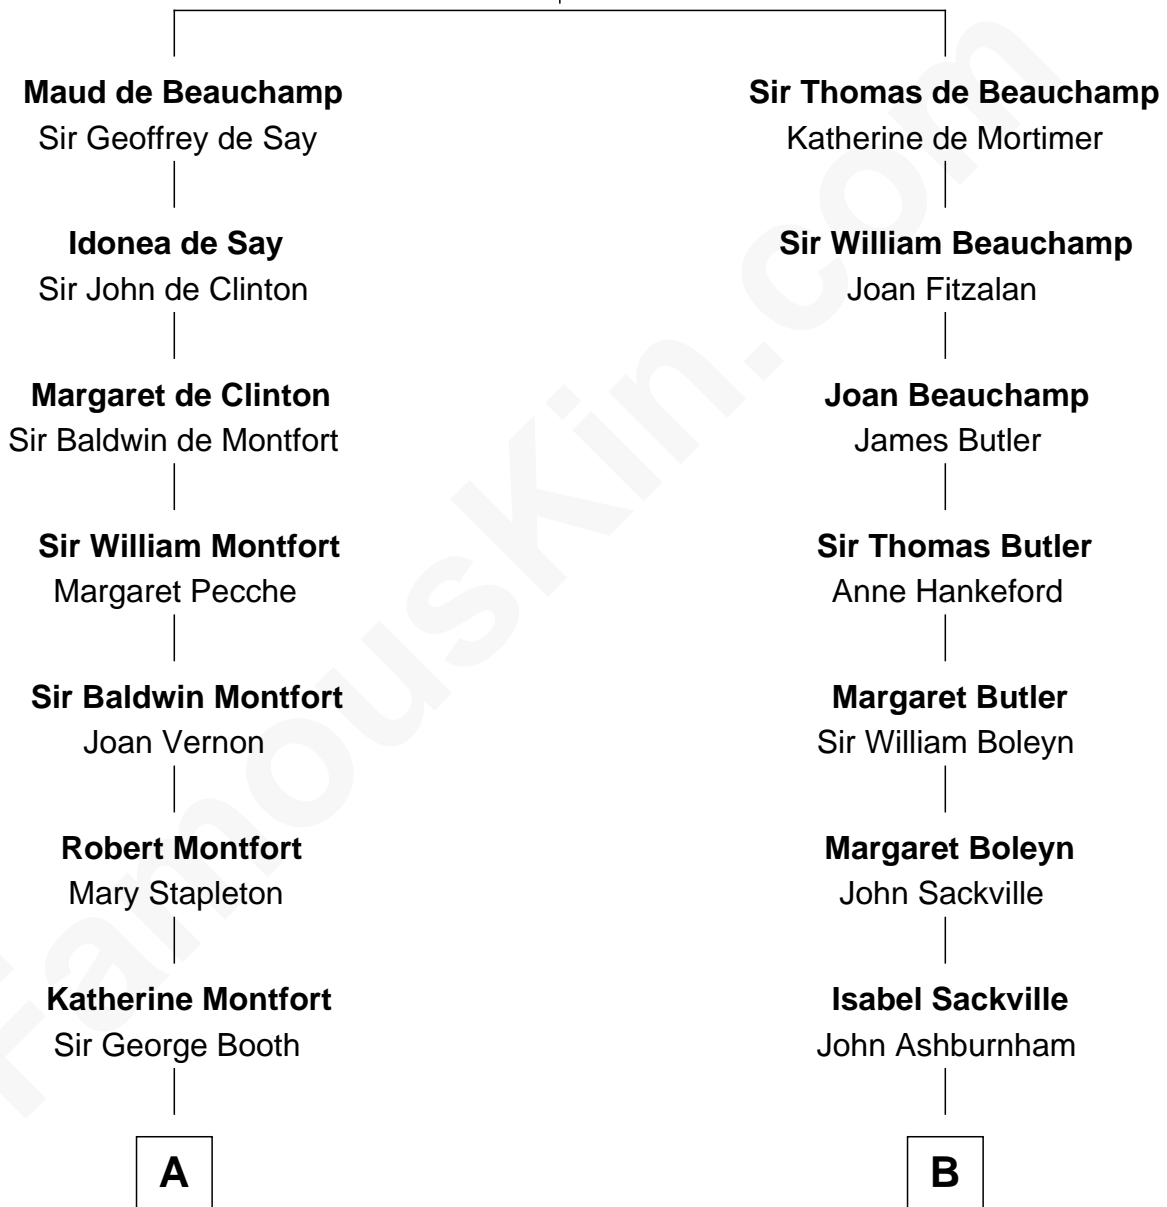 Maud de Beauchamp
Sir Geoffrey de Say
Idonea de Say
Sir John de Clinton
Margaret de Clinton
Sir Baldwin de Montfort
Sir William Montfort
Margaret Pecche
Sir Baldwin Montfort
Joan Vernon
Robert Montfort
Mary Stapleton
Katherine Montfort
Sir George Booth
A
Sir Thomas de Beauchamp
Katherine de Mortimer
Sir William Beauchamp
Joan Fitzalan
Joan Beauchamp
James Butler
Sir Thomas Butler
Anne Hankeford
Margaret Butler
Sir William Boleyn
Margaret Boleyn
John Sackville
Isabel Sackville
John Ashburnham
B
FamousKin.com